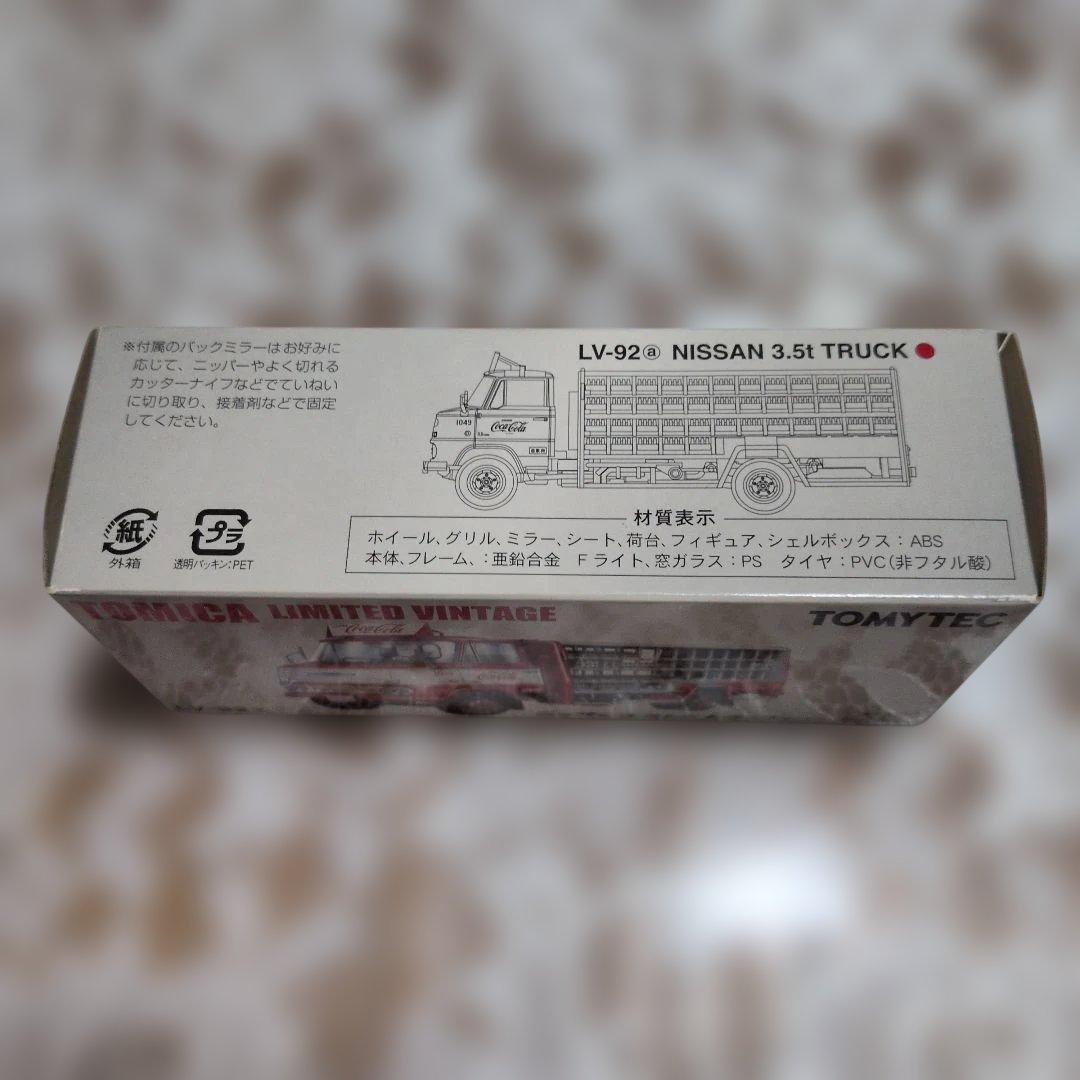 ※付属のバックミラーはお好みに
応じて、ニッパーやよく切れる
カッターナイフなどでていねい
に切り取り、接着剤などで固定
してください。
LV-92ⓐ NISSAN 3.5t TRUCK
1049
Coca-Cola
自家用
紙
外箱
プラ
透明パッキン:PET
材質表示
ホイール、グリル、ミラー、シート、荷台、フィギュア、シェルボックス：ABS
本体、フレーム、：亜鉛合金 Fライト、窓ガラス：PS タイヤ：PVC（非フタル酸）
TOMICA LIMITED VINTAGE
TOMYTEC
Coca-Cola